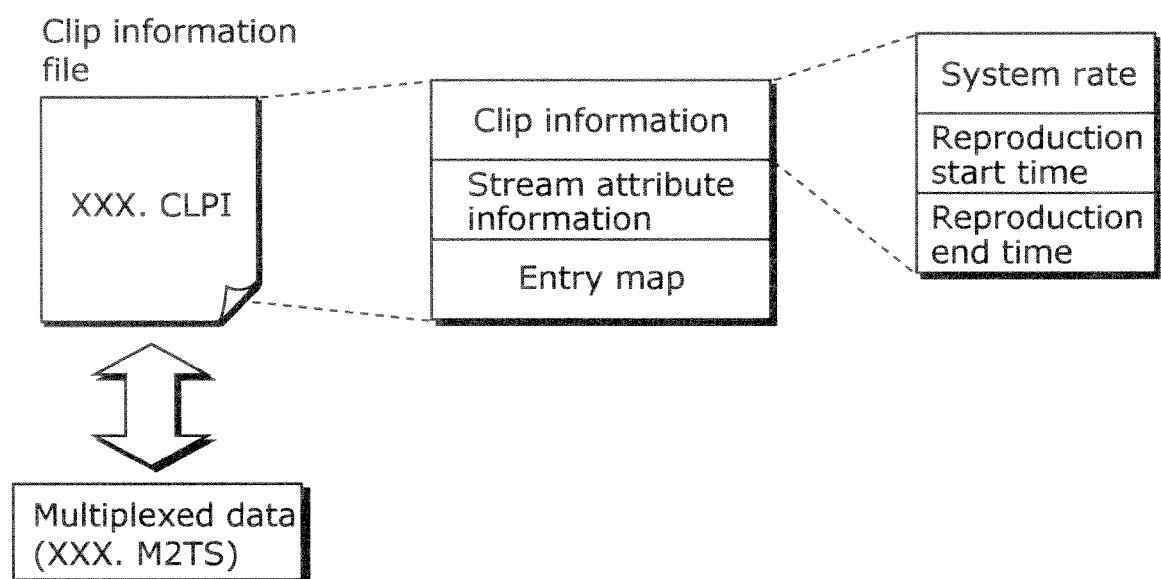 Clip information
file
XXX. CLPI
Multiplexed data
(XXX. M2TS)
Clip information
Stream attribute
information
Entry map
System rate
Reproduction
start time
Reproduction
end time